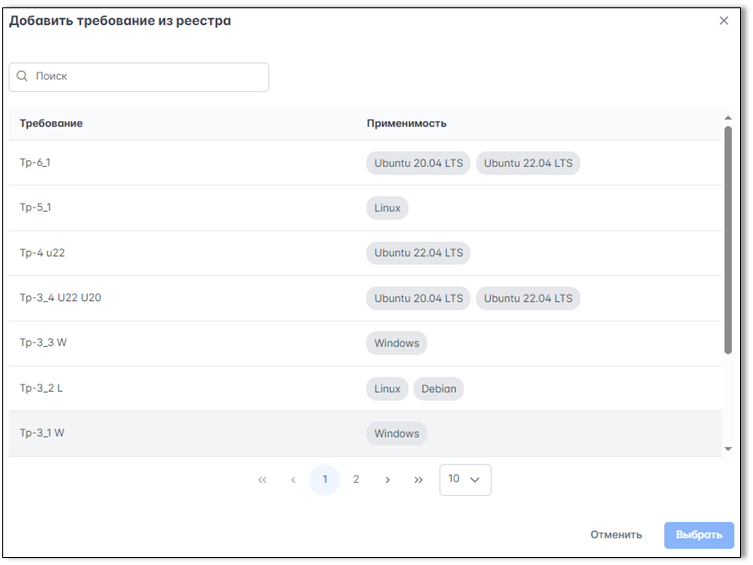 Добавить требование из реестра
Поиск
Требование Применимость
Тр-6_1 Ubuntu 20.04 LTS Ubuntu 22.04 LTS
Тр-5_1 Linux
Тр-4 u22 Ubuntu 22.04 LTS
Тр-3_4 U22 U20 Ubuntu 20.04 LTS Ubuntu 22.04 LTS
Тр-3_3 W Windows
Тр-3_2 L Linux Debian
Тр-3_1 W Windows
1 2 10
Отменить Выбрать